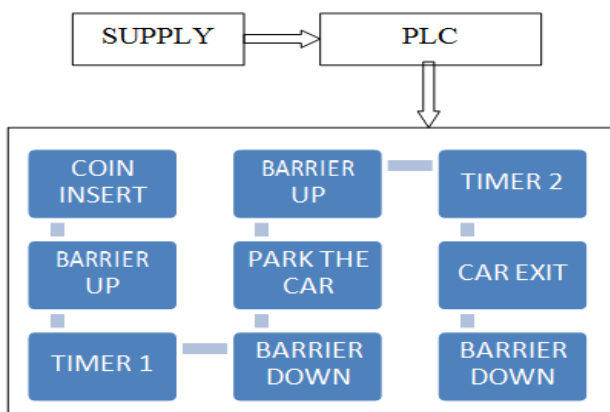 SUPPLY
PLC
COIN
INSERT
BARRIER
UP
TIMER 1
BARRIER
DOWN
PARK THE
CAR
BARRIER
UP
TIMER 2
CAR EXIT
BARRIER
DOWN